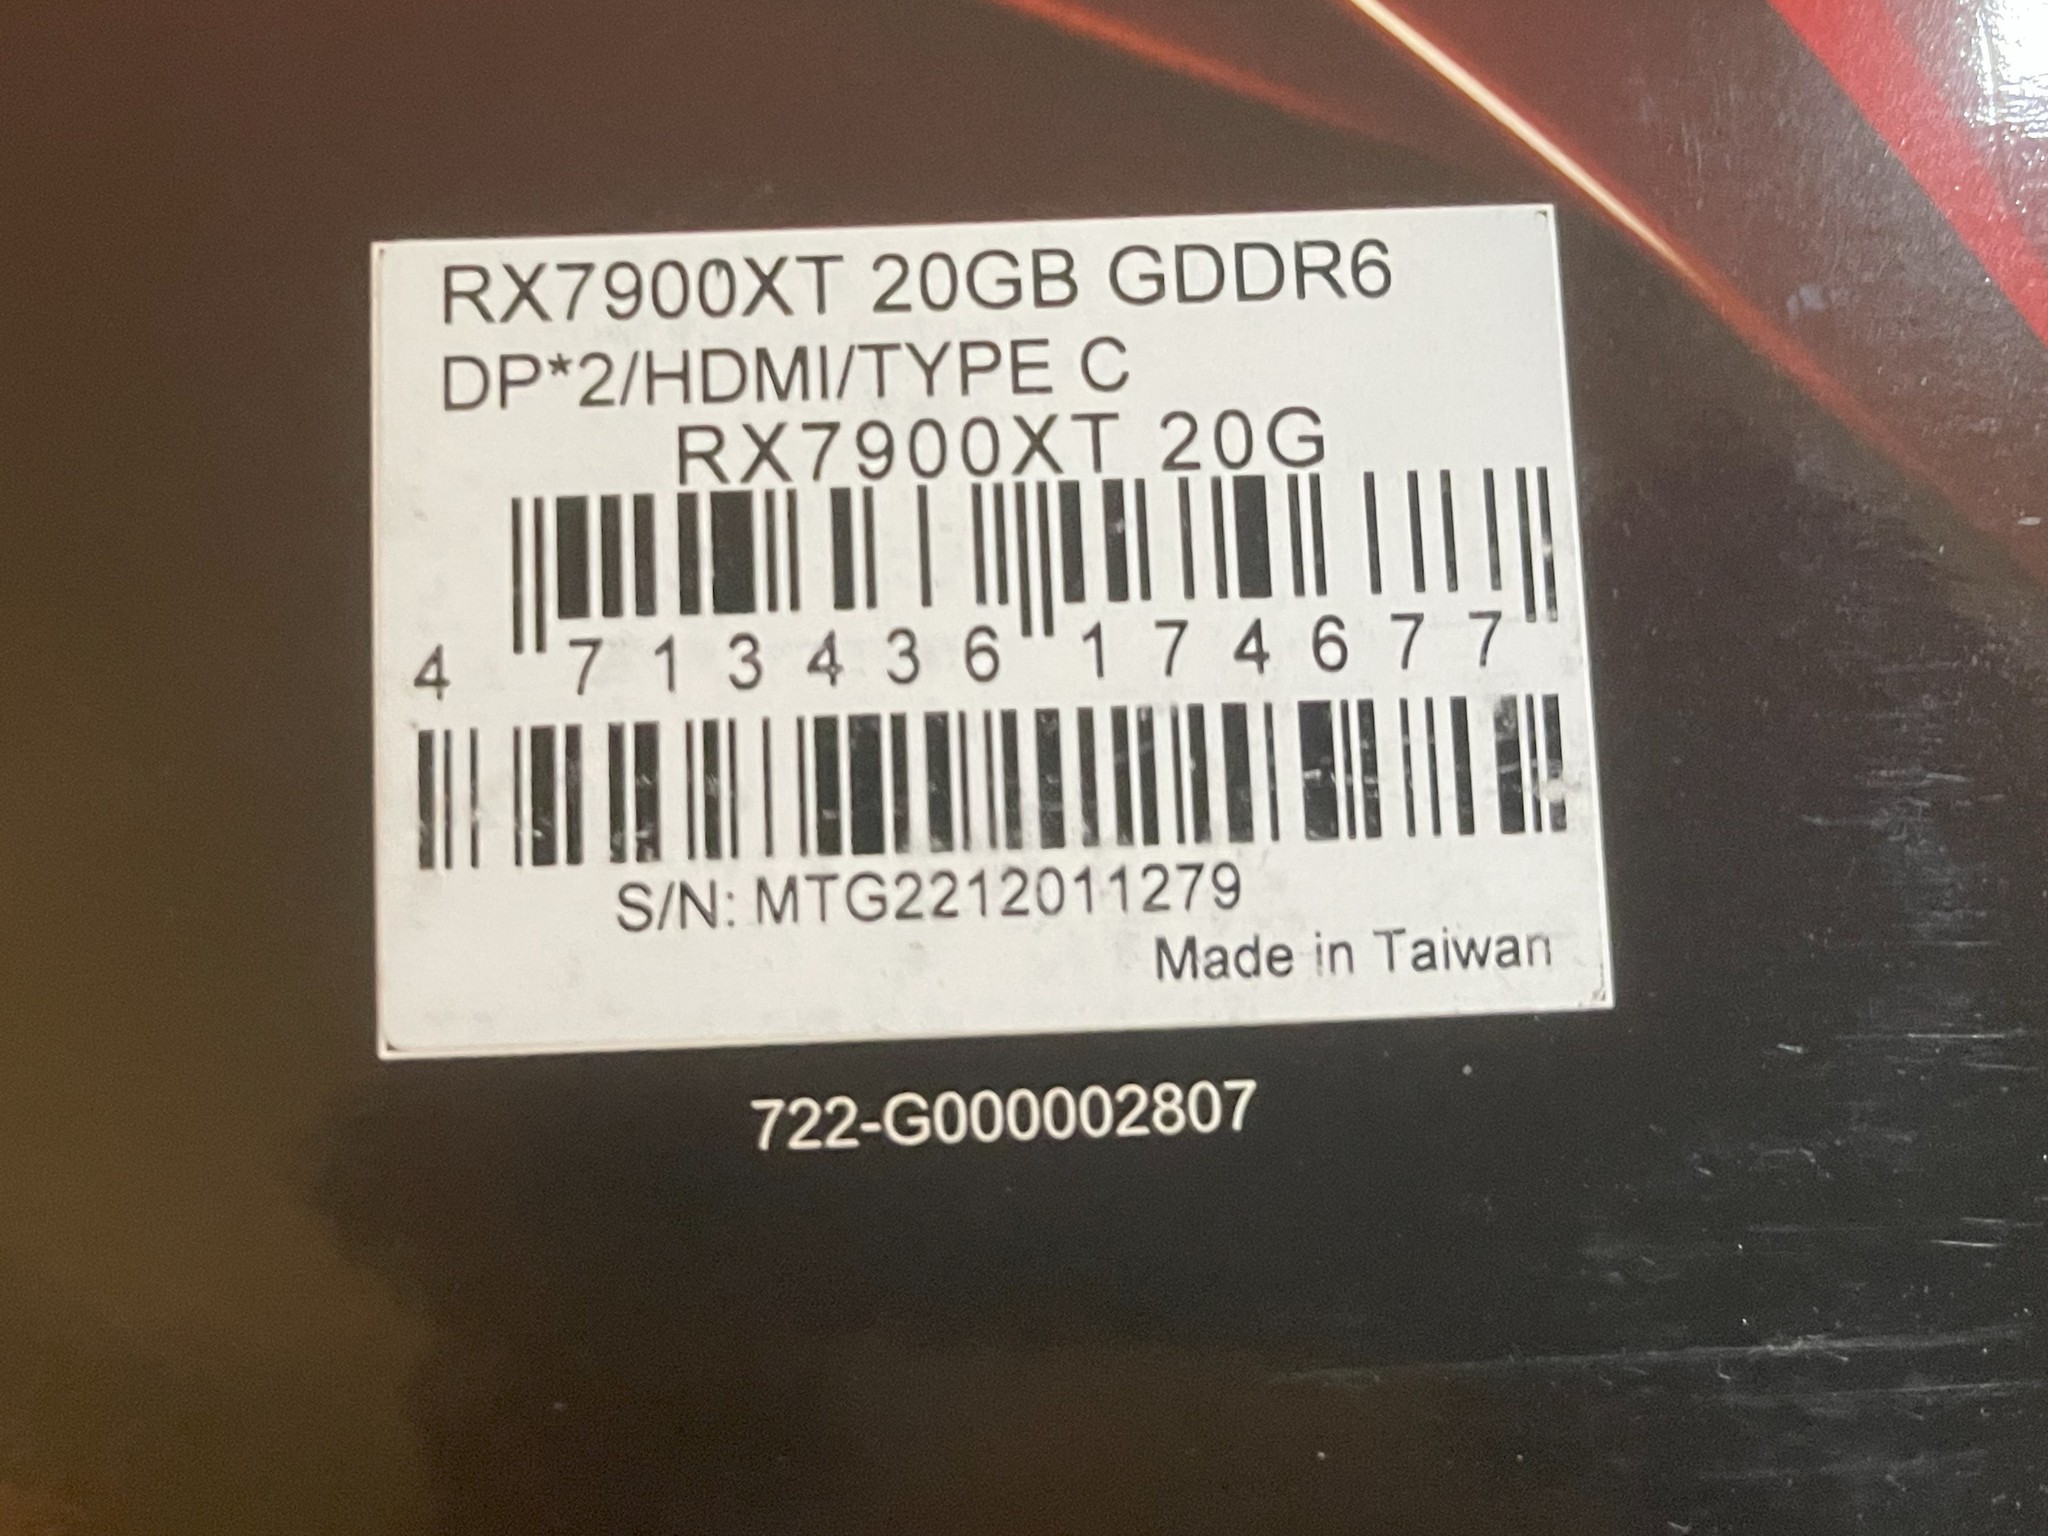 RX7900XT 20GB GDDR6
DP*2/HDMI/TYPE C
RX7900XT 20G
4 713436 174677
S/N: MTG2212011279
Made in Taiwan
722-G000002807